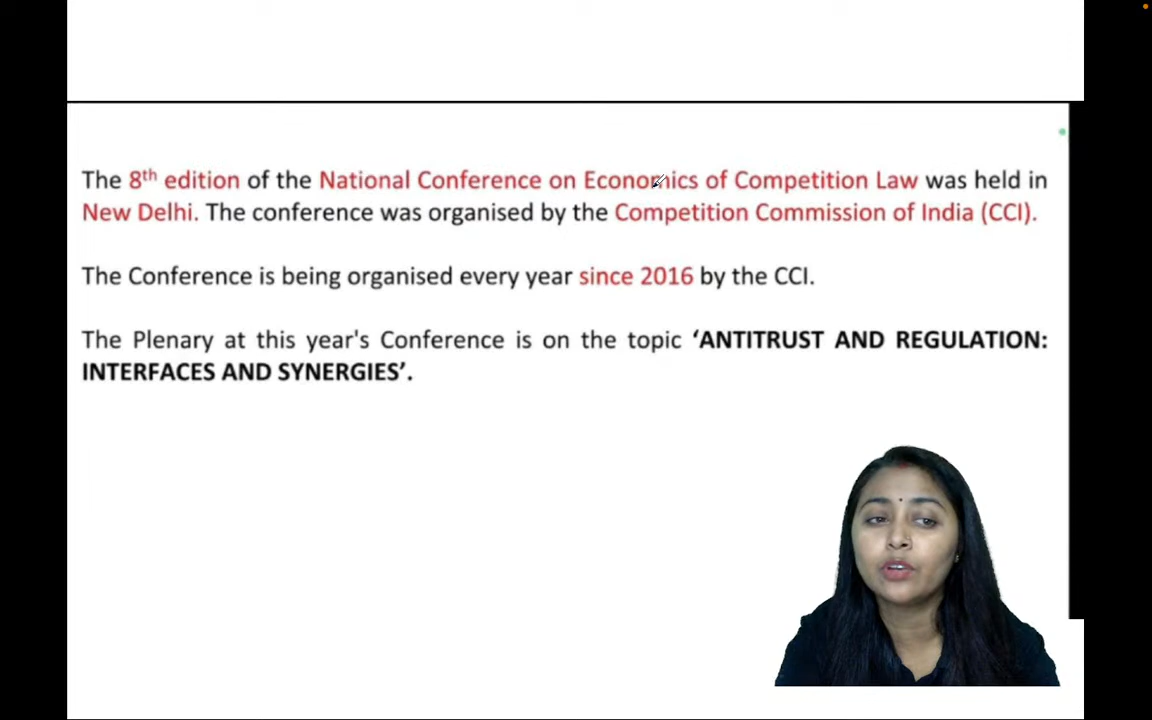 The 8th edition of the National Conference on Economics of Competition Law was held in
New Delhi. The conference was organised by the Competition Commission of India (CCI).
The Conference is being organised every year since 2016 by the CCI.
The Plenary at this year's Conference is on the topic ‘ANTITRUST AND REGULATION:
INTERFACES AND SYNERGIES’.